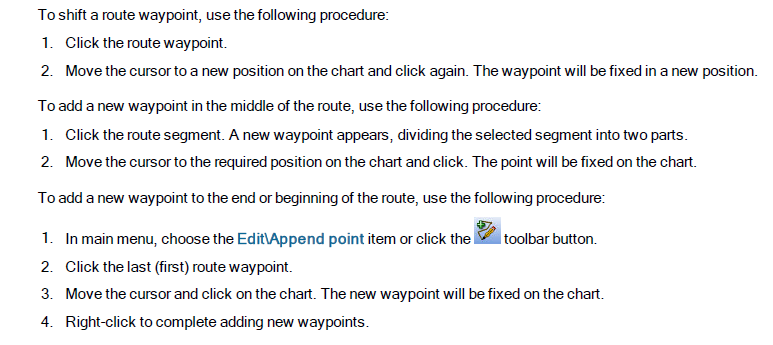 To shift a route waypoint, use the following procedure:
1. Click the route waypoint.
2. Move the cursor to a new position on the chart and click again. The waypoint will be fixed in a new position.
To add a new waypoint in the middle of the route, use the following procedure:
1. Click the route segment. A new waypoint appears, dividing the selected segment into two parts.
2. Move the cursor to the required position on the chart and click. The point will be fixed on the chart.
To add a new waypoint to the end or beginning of the route, use the following procedure:
1. In main menu, choose the Edit\Append point item or click the toolbar button.
2. Click the last (first) route waypoint.
3. Move the cursor and click on the chart. The new waypoint will be fixed on the chart.
4. Right-click to complete adding new waypoints.